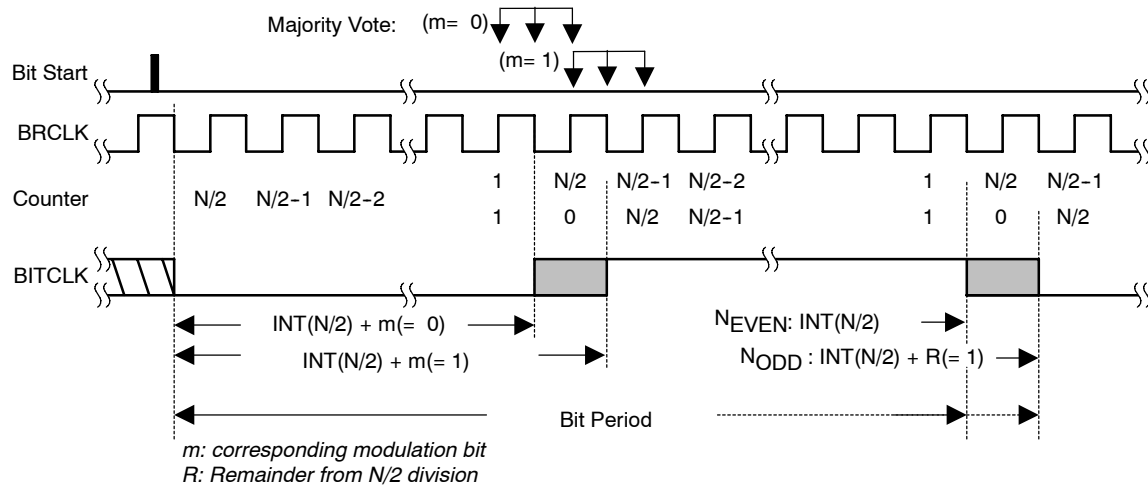 Majority Vote: (m= 0)
(m= 1)
Bit Start
BRCLK
Counter
N/2 N/2-1 N/2-2 1 N/2 N/2-1 N/2-2 1 N/2 N/2-1
1 0 N/2 N/2-1 1 0 N/2
BITCLK
INT(N/2) + m(= 0) NEVEN: INT(N/2)
INT(N/2) + m(= 1) NODD : INT(N/2) + R(= 1)
Bit Period
m: corresponding modulation bit
R: Remainder from N/2 division